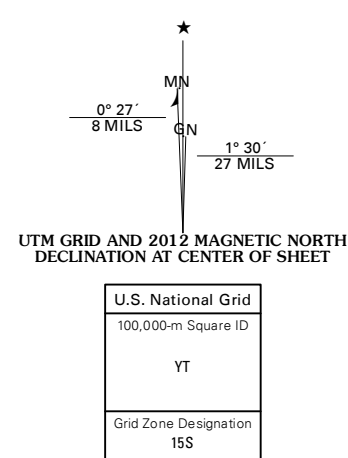 ★
MN
0° 27´
8 MILS
GN
1° 30´
27 MILS
UTM GRID AND 2012 MAGNETIC NORTH
DECLINATION AT CENTER OF SHEET
U.S. National Grid
100,000-m Square ID
YT
Grid Zone Designation
15S